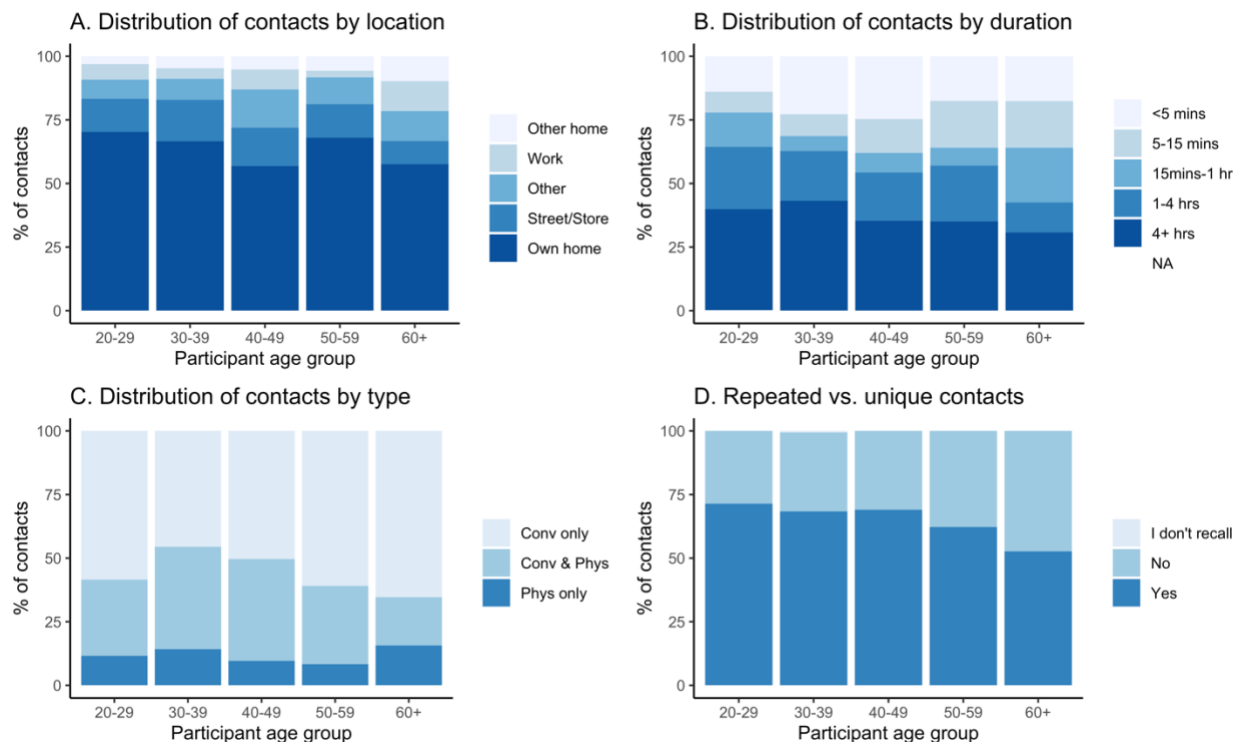 A. Distribution of contacts by location
100
75
50
25
0
% of contacts
20-29 30-39 40-49 50-59 60+
Participant age group
Other home
Work
Other
Street/Store
Own home
B. Distribution of contacts by duration
100
75
50
25
0
% of contacts
20-29 30-39 40-49 50-59 60+
Participant age group
<5 mins
5-15 mins
15mins-1 hr
1-4 hrs
4+ hrs
NA
C. Distribution of contacts by type
100
75
50
25
0
% of contacts
20-29 30-39 40-49 50-59 60+
Participant age group
Conv only
Conv & Phys
Phys only
D. Repeated vs. unique contacts
100
75
50
25
0
% of contacts
20-29 30-39 40-49 50-59 60+
Participant age group
I don't recall
No
Yes